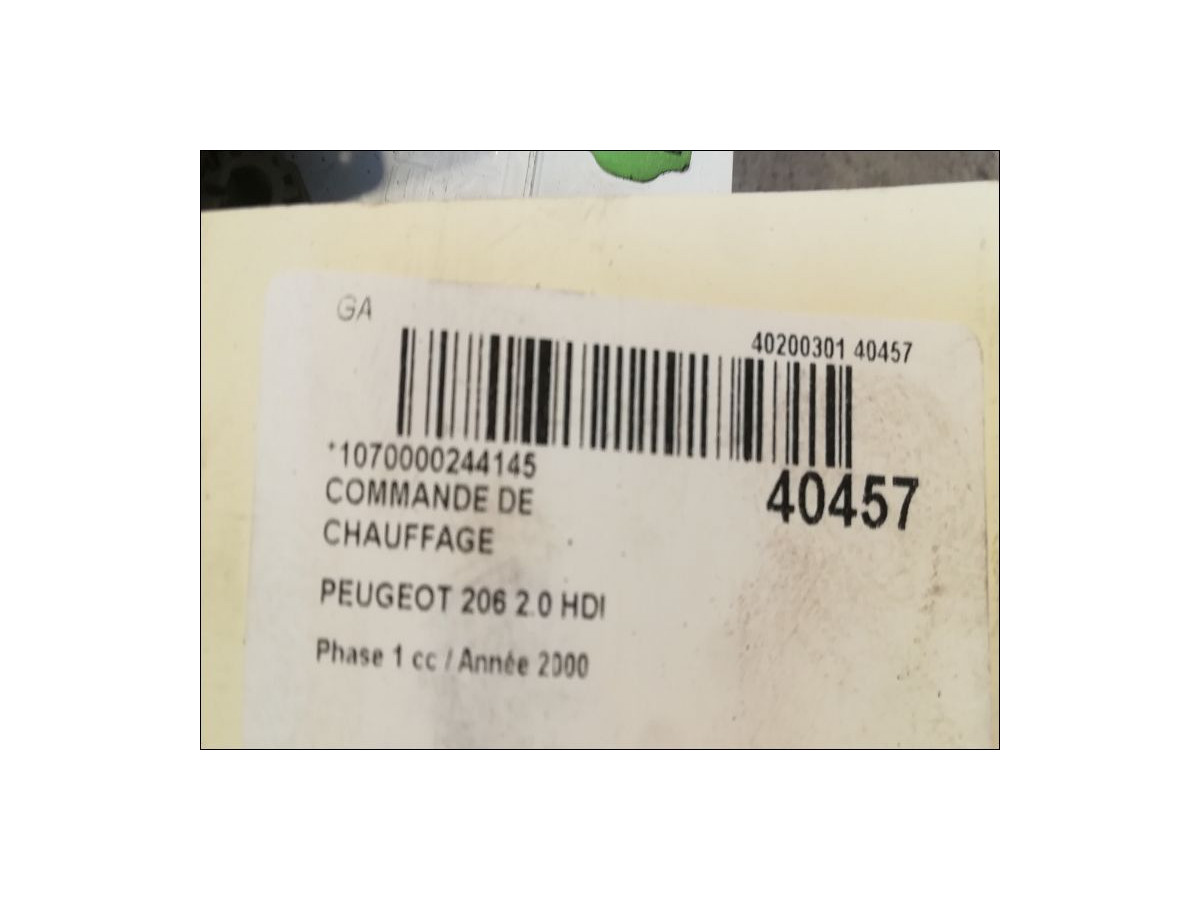 GA
40200301 40457
*1070000244145
40457
COMMANDE DE
CHAUFFAGE
PEUGEOT 206 2.0 HDI
Phase 1 cc / Année 2000